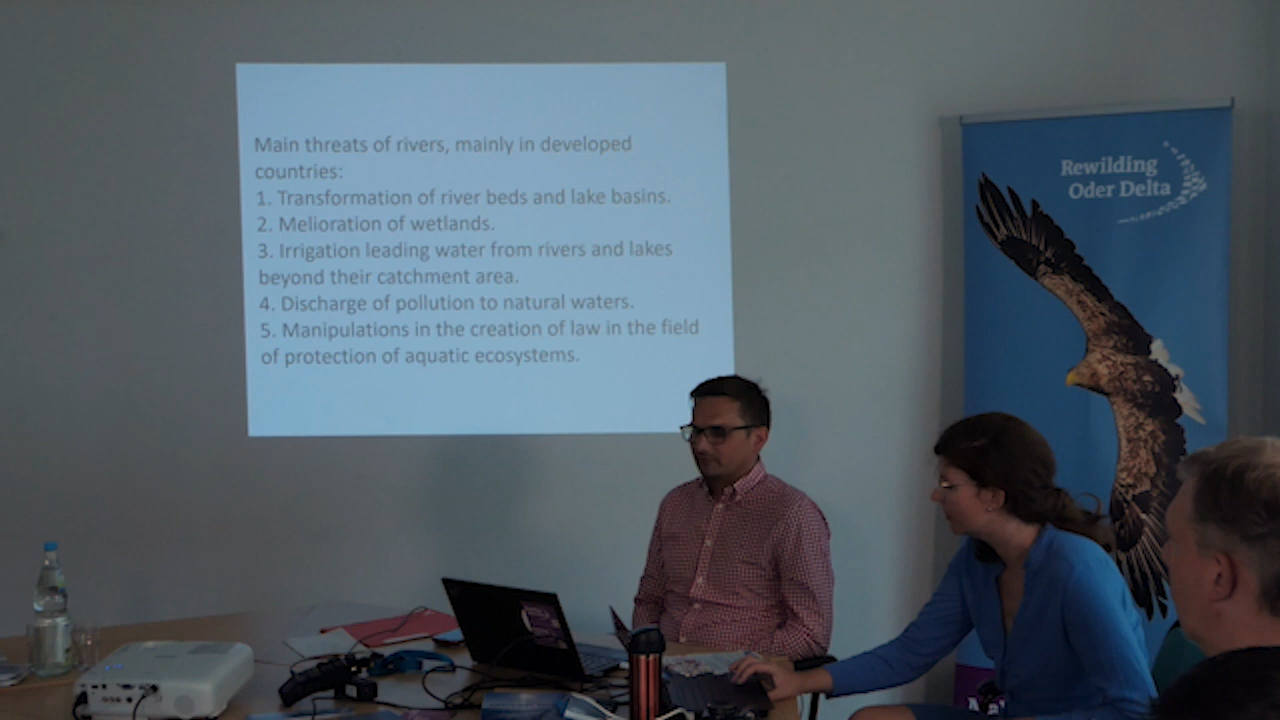 Main threats of rivers, mainly in developed
countries:
1. Transformation of river beds and lake basins.
2. Melioration of wetlands.
3. Irrigation leading water from rivers and lakes
beyond their catchment area.
4. Discharge of pollution to natural waters.
5. Manipulations in the creation of law in the field
of protection of aquatic ecosystems.
Rewilding
Oder Delta